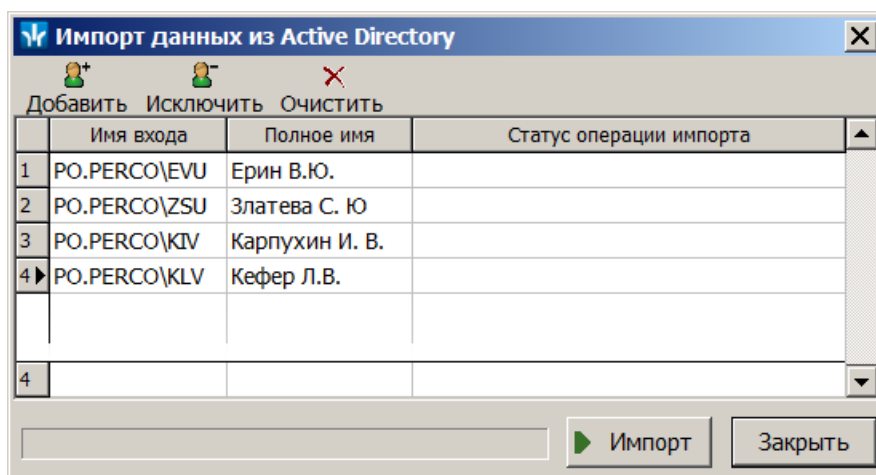 Импорт данных из Active Directory
Добавить Исключить Очистить
Имя входа Полное имя Статус операции импорта
1 PO.PERCO\EVU Ерин В.Ю.
2 PO.PERCO\ZSU Златева С. Ю
3 PO.PERCO\KIV Карпухин И. В.
4 PO.PERCO\KLV Кефер Л.В.
4
Импорт Закрыть